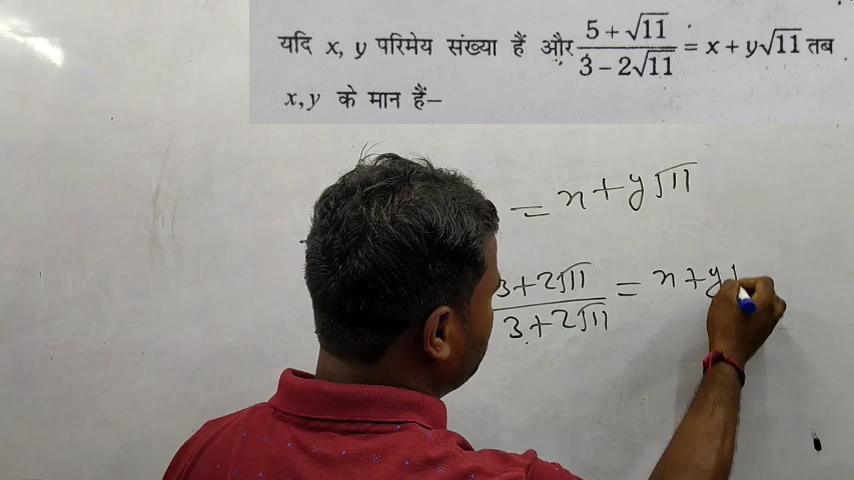 यदि x, y परिमेय संख्या हैं और 5 + √11 / 3 − 2√11 = x + y√11 तब
x, y के मान हैं–
= x + y√11
3 + 2√11 / 3 + 2√11 = x + y√